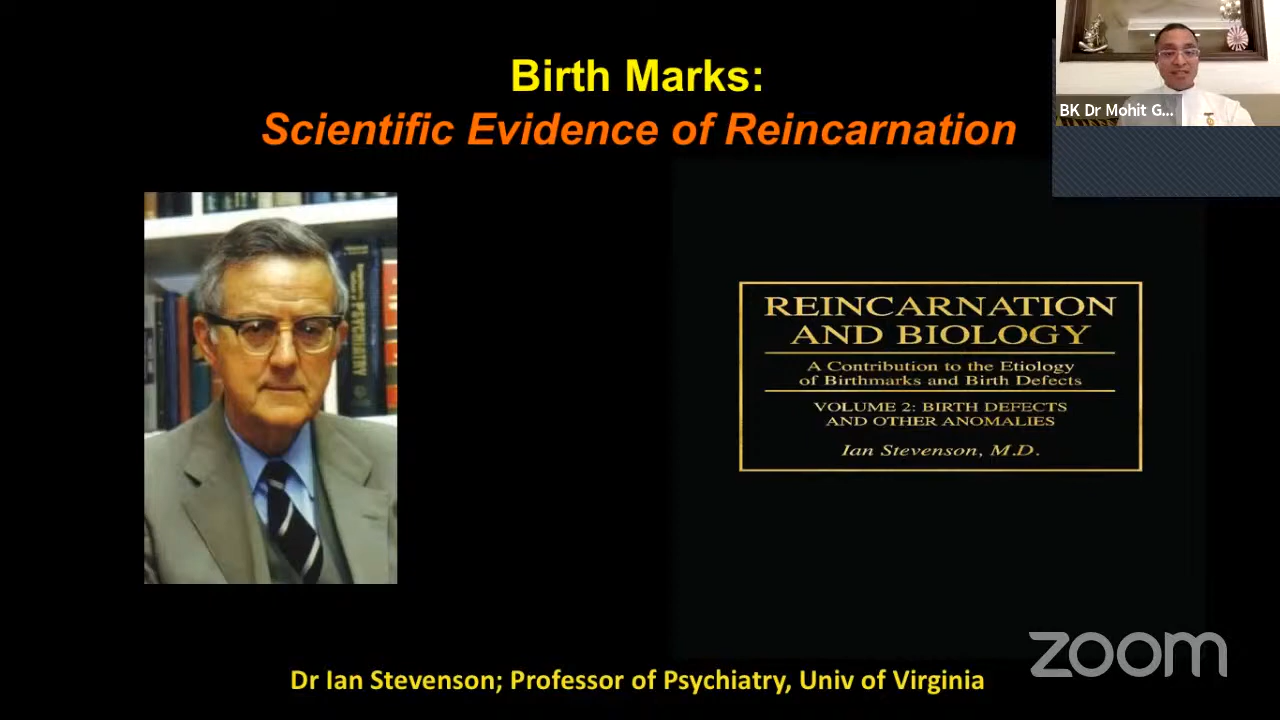 Birth Marks:
Scientific Evidence of Reincarnation
BK Dr Mohit G...
PSYCHIATRY
REINCARNATION
AND BIOLOGY
A Contribution to the Etiology
of Birthmarks and Birth Defects
VOLUME 2: BIRTH DEFECTS
AND OTHER ANOMALIES
Ian Stevenson, M.D.
zoom
Dr Ian Stevenson; Professor of Psychiatry, Univ of Virginia